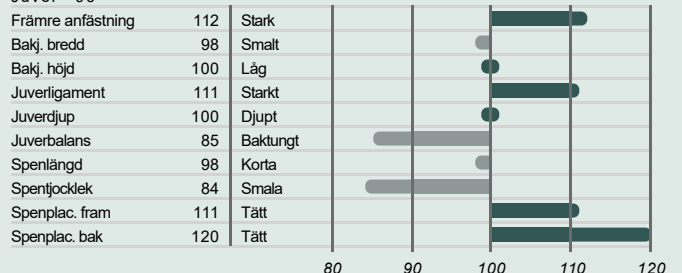 Främre anfästning 112 Stark
Bakj. bredd 98 Smalt
Bakj. höjd 100 Låg
Juverligament 111 Starkt
Juverdjup 100 Djupt
Juverbalans 85 Baktungt
Spenlängd 98 Korta
Spentjocklek 84 Smala
Spenplac. fram 111 Tätt
Spenplac. bak 120 Tätt
80 90 100 110 120